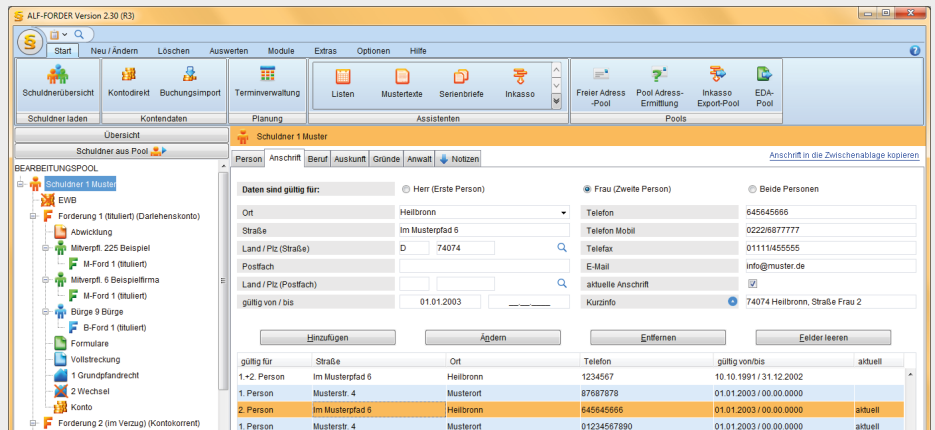 ALF-FORDER Version 2.30 (R3)
Start Neu / Ändern Löschen Auswerten Module Extras Optionen Hilfe
Schuldnerübersicht Kontodirekt Buchungsimport Terminverwaltung Listen Mustertexte Serienbriefe Inkasso Freier Adress Pool Adress- Inkasso EDA-
-Pool Ermittlung Export-Pool Pool
Schuldner laden Kontendaten Planung Assistenten Pools
Übersicht
Schuldner aus Pool
BEARBEITUNGSPOOL
Schuldner 1 Muster
EWB
Forderung 1 (tituliert) (Darlehenskonto)
Abwicklung
Mitverpfl. 225 Beispiel
M-Ford 1 (tituliert)
Mitverpfl. 6 Beispielfirma
M-Ford 1 (tituliert)
Bürge 9 Bürge
B-Ford 1 (tituliert)
Formulare
Vollstreckung
1 Grundpfandrecht
2 Wechsel
Konto
Forderung 2 (im Verzug) (Kontokorrent)
Schuldner 1 Muster
Person Anschrift Beruf Auskunft Gründe Anwalt Notizen
Anschrift in die Zwischenablage kopieren
Daten sind gültig für: Herr (Erste Person) Frau (Zweite Person) Beide Personen
Ort Heilbronn Telefon 645645666
Straße Im Musterpfad 6 Telefon Mobil 0222/6877777
Land / Plz (Straße) D 74074 Telefax 01111/455555
Postfach E-Mail info@muster.de
Land / Plz (Postfach) aktuelle Anschrift
gültig von / bis 01.01.2003 __.__.____ Kurzinfo 74074 Heilbronn, Straße Frau 2
Hinzufügen Ändern Entfernen Felder leeren
gültig für Straße Ort Telefon gültig von/bis aktuell
1.+2. Person Im Musterpfad 6 Heilbronn 1234567 10.10.1991 / 31.12.2002
1. Person Musterstr. 4 Musterort 87687878 01.01.2003 / 00.00.0000
2. Person Im Musterpfad 6 Heilbronn 645645666 01.01.2003 / 00.00.0000 aktuell
1. Person Musterstr. 4 Musterort 01234567890 01.01.2003 / 00.00.0000 aktuell